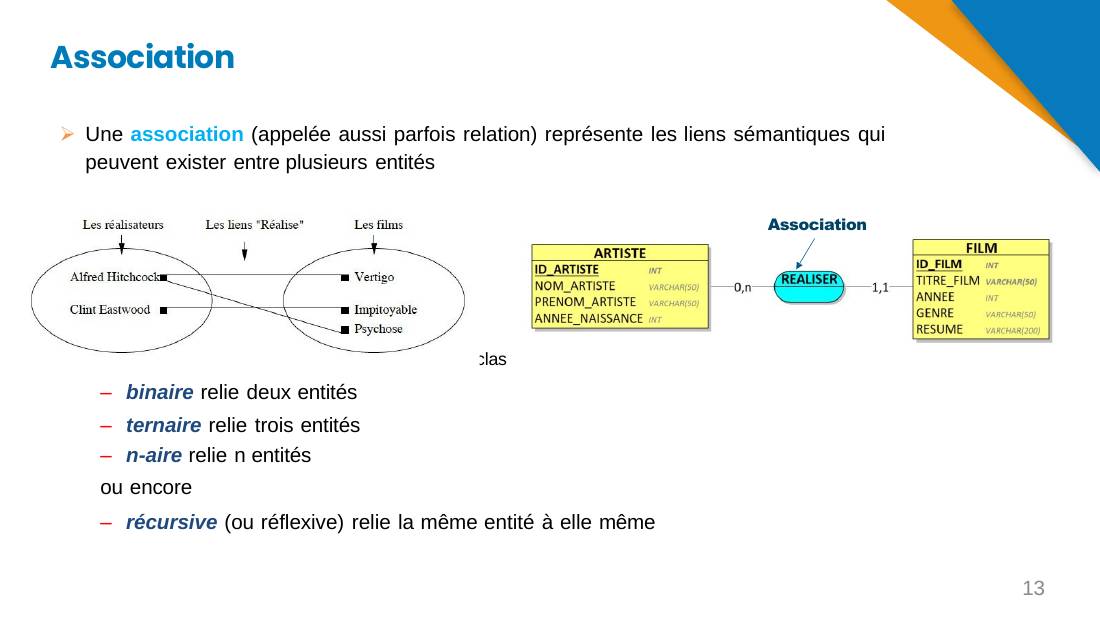 Association
➢ Une association (appelée aussi parfois relation) représente les liens sémantiques qui
peuvent exister entre plusieurs entités
Les réalisateurs Les liens "Réalise" Les films
Alfred Hitchcock Vertigo
Clint Eastwood Impitoyable
Psychose
Association
ARTISTE
ID_ARTISTE INT
NOM_ARTISTE VARCHAR(50)
PRENOM_ARTISTE VARCHAR(50)
ANNEE_NAISSANCE INT
0,n
REALISER
1,1
FILM
ID_FILM INT
TITRE_FILM VARCHAR(50)
ANNEE INT
GENRE VARCHAR(50)
RESUME VARCHAR(200)
clas
– binaire relie deux entités
– ternaire relie trois entités
– n-aire relie n entités
ou encore
– récursive (ou réflexive) relie la même entité à elle même
13